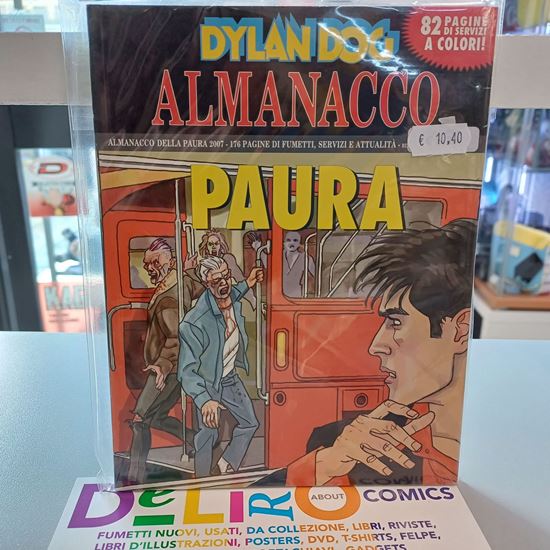 DYLAN DOG
82 PAGINE
DI SERVIZI
A COLORI!
ALMANACCO
€ 10,40
ALMANACCO DELLA PAURA 2007 - 176 PAGINE DI FUMETTI, SERVIZI E ATTUALITÀ -
PAURA
DeLiRO
ABOUT
COMICS
FUMETTI NUOVI, USATI, DA COLLEZIONE, LIBRI, RIVISTE,
LIBRI D'ILLUSTRAZIONI, POSTERS, DVD, T-SHIRTS, FELPE,
GADGETS